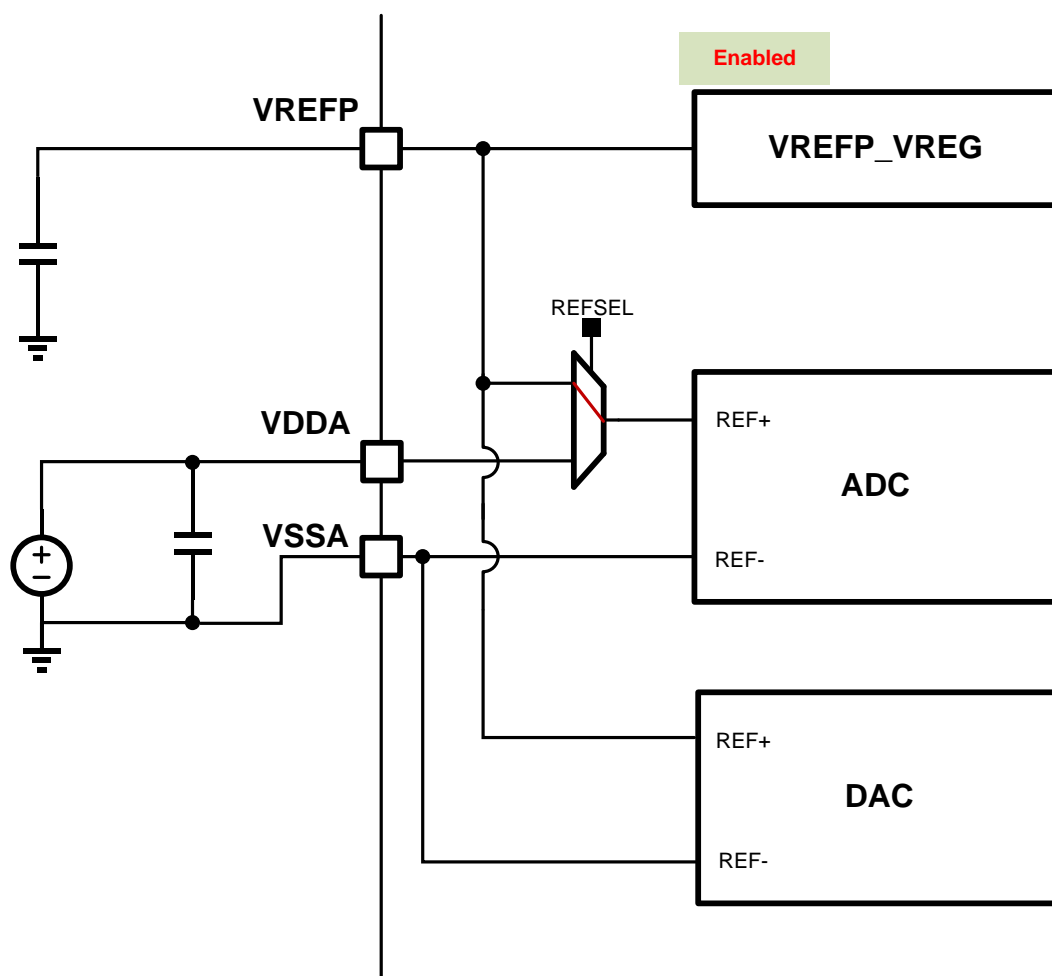 Enabled
VREFP
VREFP_VREG
REFSEL
VDDA
REF+
ADC
VSSA
REF-
REF+
DAC
REF-